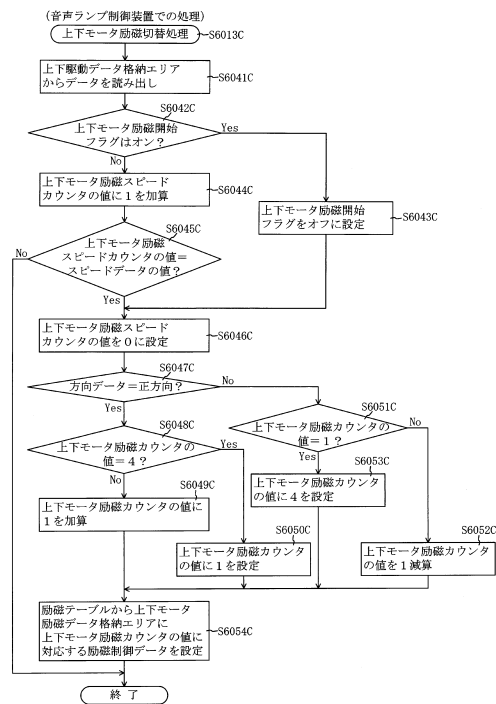 (音声ランプ制御装置での処理)
上下モータ励磁切替処理
S6013C
上下駆動データ格納エリア
からデータを読み出し
S6041C
S6042C
上下モータ励磁開始
フラグはオン?
Yes
No
上下モータ励磁スピード
カウンタの値に1を加算
S6044C
上下モータ励磁開始
フラグをオフに設定
S6043C
S6045C
上下モータ励磁
スピードカウンタの値=
スピードデータの値?
No
Yes
上下モータ励磁スピード
カウンタの値を0に設定
S6046C
S6047C
方向データ=正方向?
No
Yes
S6048C
上下モータ励磁カウンタの
値=4?
Yes
No
S6051C
上下モータ励磁カウンタの
値=1?
No
Yes
S6053C
上下モータ励磁カウンタ
の値に4を設定
S6049C
上下モータ励磁カウンタの値に
1を加算
S6050C
上下モータ励磁カウンタ
の値に1を設定
S6052C
上下モータ励磁カウンタ
の値を1減算
励磁テーブルから上下モータ
励磁データ格納エリアに
上下モータ励磁カウンタの値に
対応する励磁制御データを設定
S6054C
終了